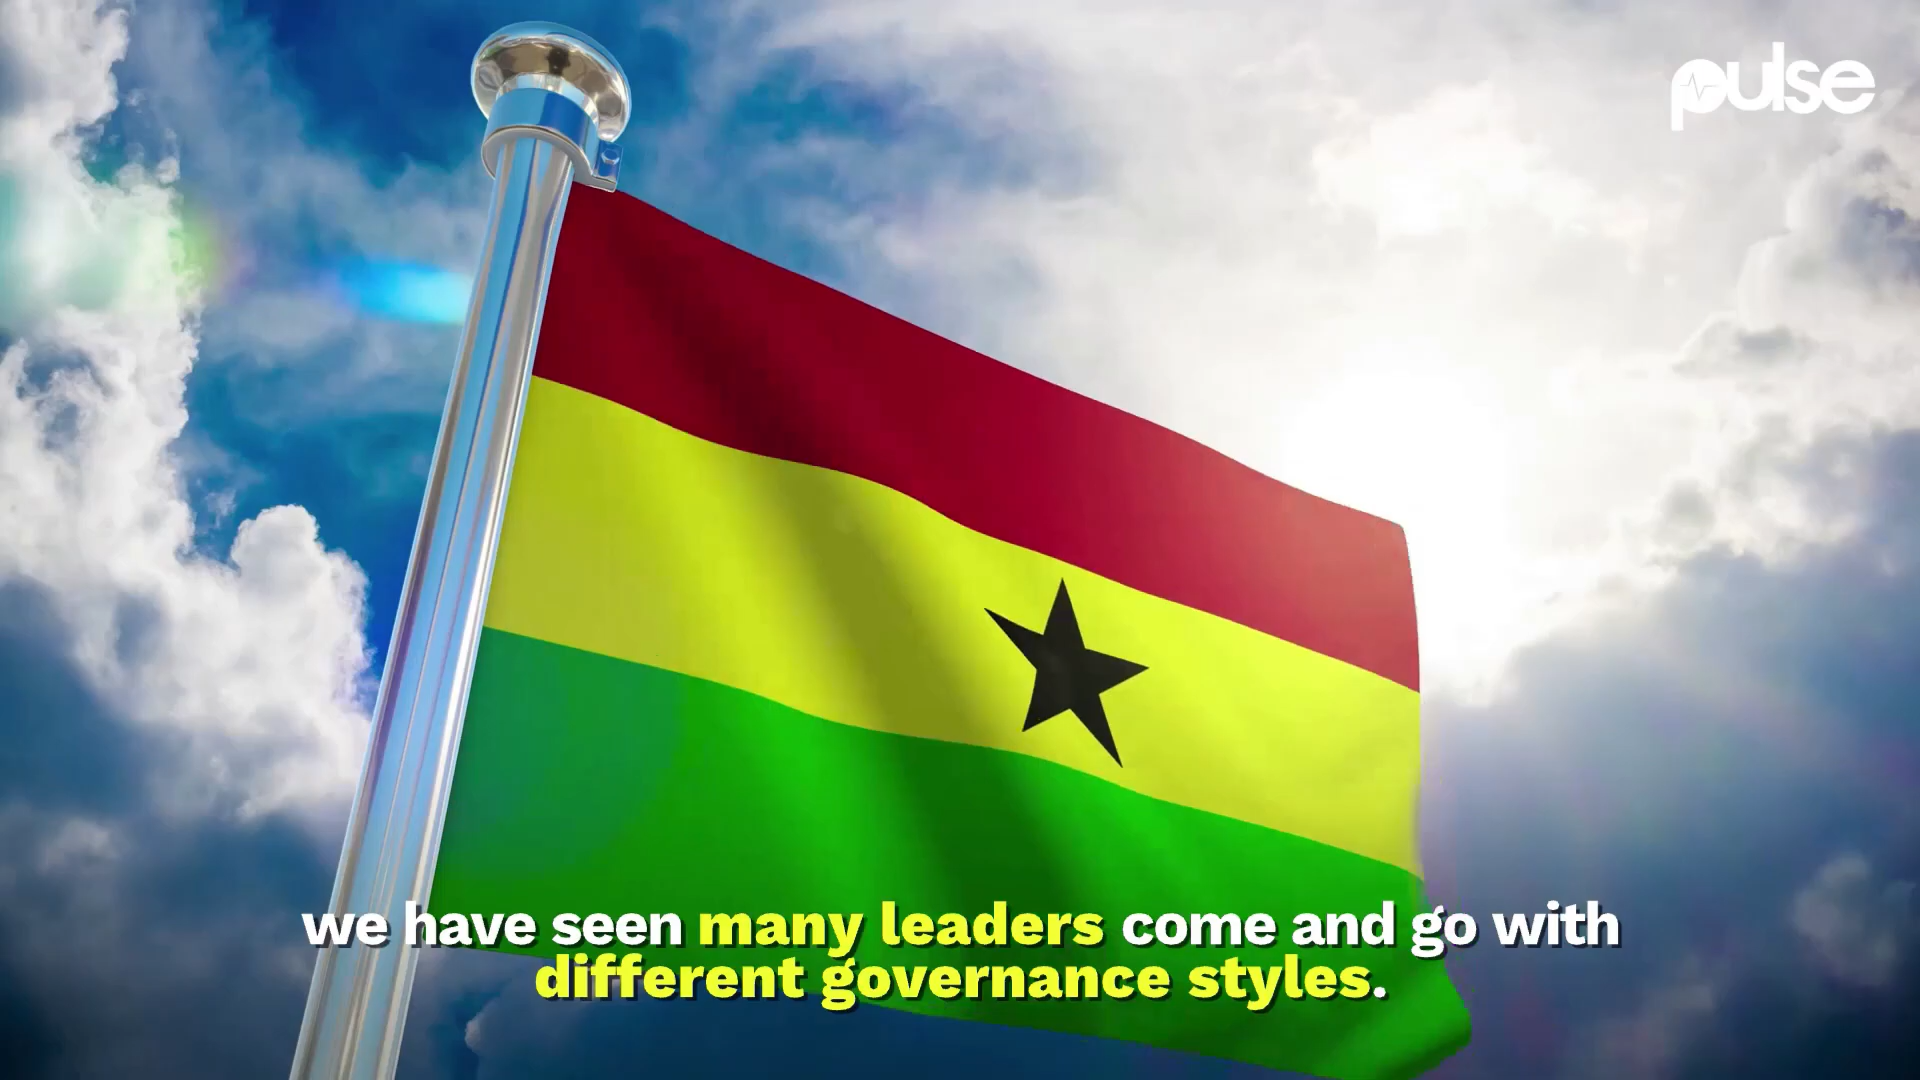 pulse
we have seen many leaders come and go with
different governance styles.